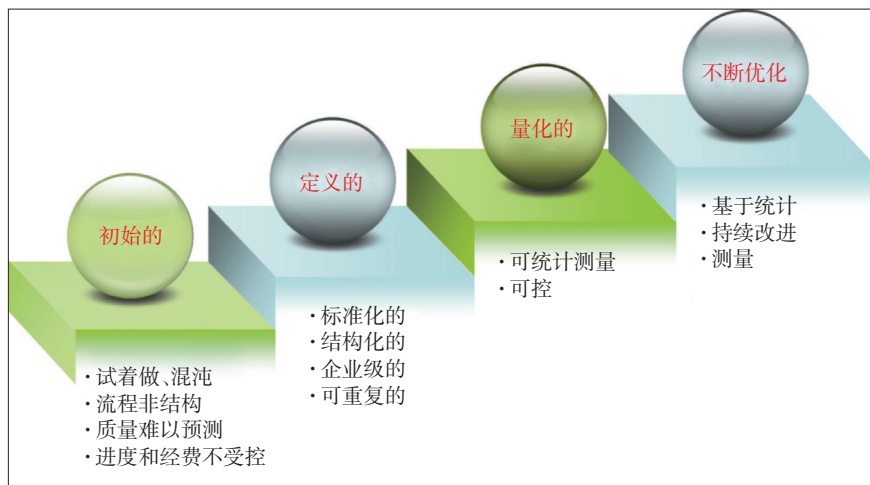 初始的
·试着做、混沌
·流程非结构
·质量难以预测
·进度和经费不受控
定义的
·标准化的
·结构化的
·企业级的
·可重复的
量化的
·可统计测量
·可控
不断优化
·基于统计
·持续改进
·测量